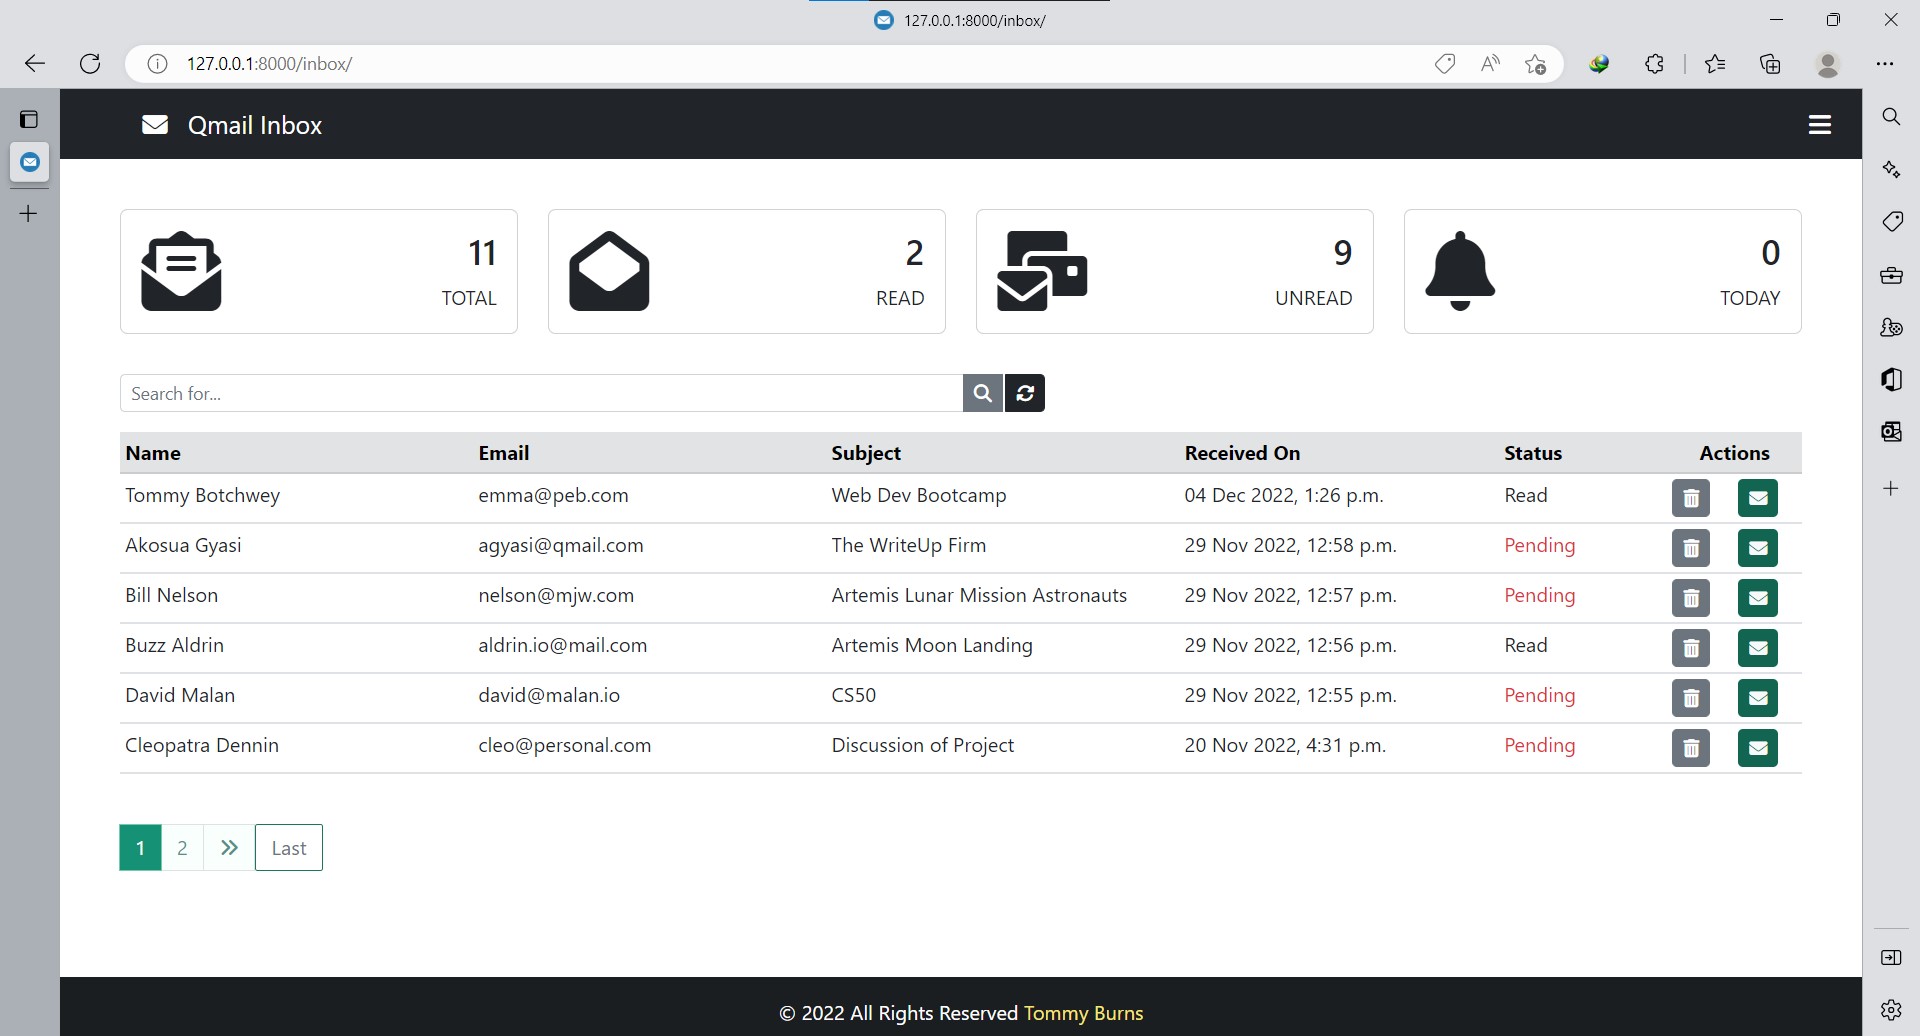 127.0.0.1:8000/inbox/
127.0.0.1:8000/inbox/
Qmail Inbox
11
TOTAL
2
READ
9
UNREAD
0
TODAY
Search for...
Name Email Subject Received On Status Actions
Tommy Botchwey emma@peb.com Web Dev Bootcamp 04 Dec 2022, 1:26 p.m. Read
Akosua Gyasi agyasi@qmail.com The WriteUp Firm 29 Nov 2022, 12:58 p.m. Pending
Bill Nelson nelson@mjw.com Artemis Lunar Mission Astronauts 29 Nov 2022, 12:57 p.m. Pending
Buzz Aldrin aldrin.io@mail.com Artemis Moon Landing 29 Nov 2022, 12:56 p.m. Read
David Malan david@malan.io CS50 29 Nov 2022, 12:55 p.m. Pending
Cleopatra Dennin cleo@personal.com Discussion of Project 20 Nov 2022, 4:31 p.m. Pending
1 2 » Last
© 2022 All Rights Reserved Tommy Burns